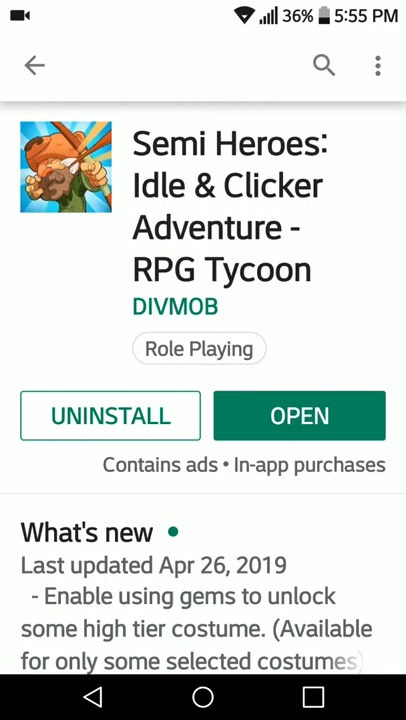 36% 5:55 PM
Semi Heroes:
Idle & Clicker
Adventure -
RPG Tycoon
DIVMOB
Role Playing
UNINSTALL OPEN
Contains ads • In-app purchases
What's new
Last updated Apr 26, 2019
- Enable using gems to unlock
some high tier costume. (Available
for only some selected costumes)